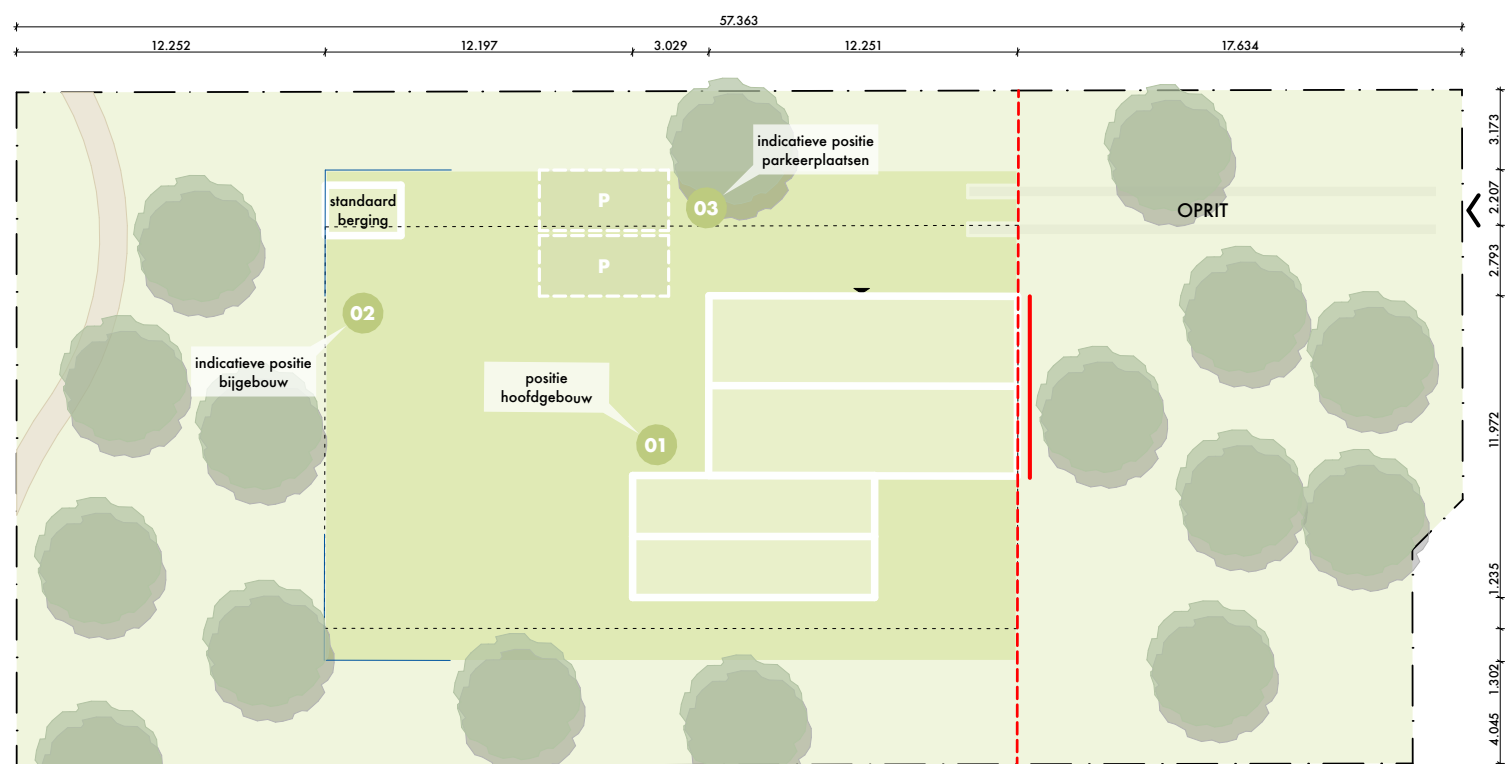 57.363
12.252
12.197
3.029
12.251
17.634
indicatieve positie
parkeerplaatsen
3.173
standaard
berging
P
03
OPRIT
2.207
P
2.793
02
indicatieve positie
bijgebouw
positie
hoofdgebouw
01
11.972
1.235
1.302
4.045